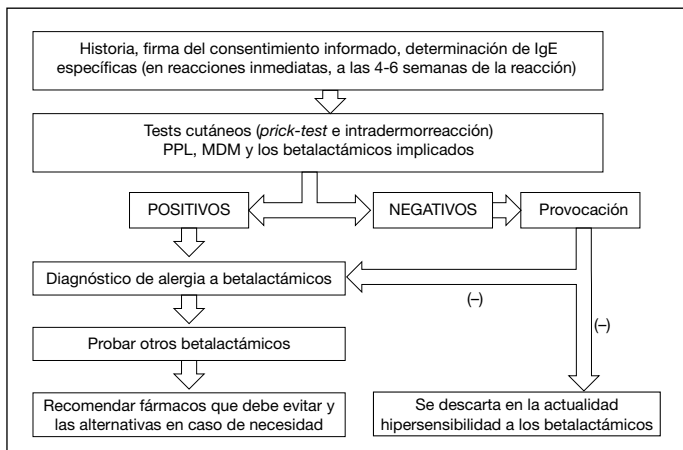 Historia, firma del consentimiento informado, determinación de IgE
específicas (en reacciones inmediatas, a las 4-6 semanas de la reacción)
Tests cutáneos (prick-test e intradermorreacción)
PPL, MDM y los betalactámicos implicados
POSITIVOS
NEGATIVOS
Provocación
Diagnóstico de alergia a betalactámicos
(–)
(–)
Probar otros betalactámicos
Recomendar fármacos que debe evitar y
las alternativas en caso de necesidad
Se descarta en la actualidad
hipersensibilidad a los betalactámicos